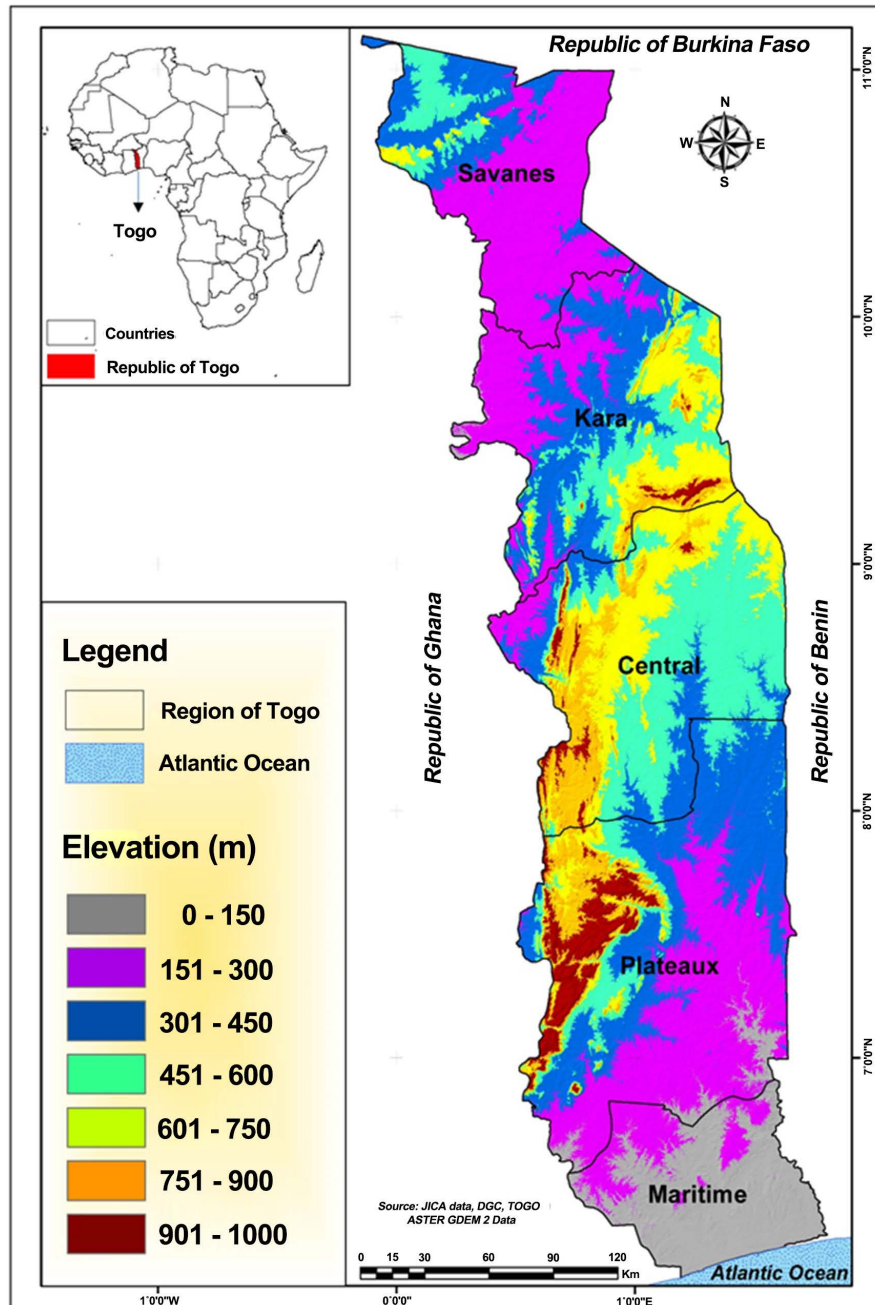 Republic of Burkina Faso
11°0'0"N
N
W
E
S
Savanes
Togo
Countries
Republic of Togo
10°0'0"N
Kara
9°0'0"N
Republic of Ghana
Central
Republic of Benin
Legend
Region of Togo
Atlantic Ocean
8°0'0"N
Elevation (m)
0 - 150
151 - 300
301 - 450
451 - 600
601 - 750
751 - 900
901 - 1000
Plateaux
7°0'0"N
Maritime
Source: JICA data, DGC, TOGO
ASTER GDEM 2 Data
0 15 30 60 90 120
Km
Atlantic Ocean
1°0'0"W
0°0'0"
1°0'0"E